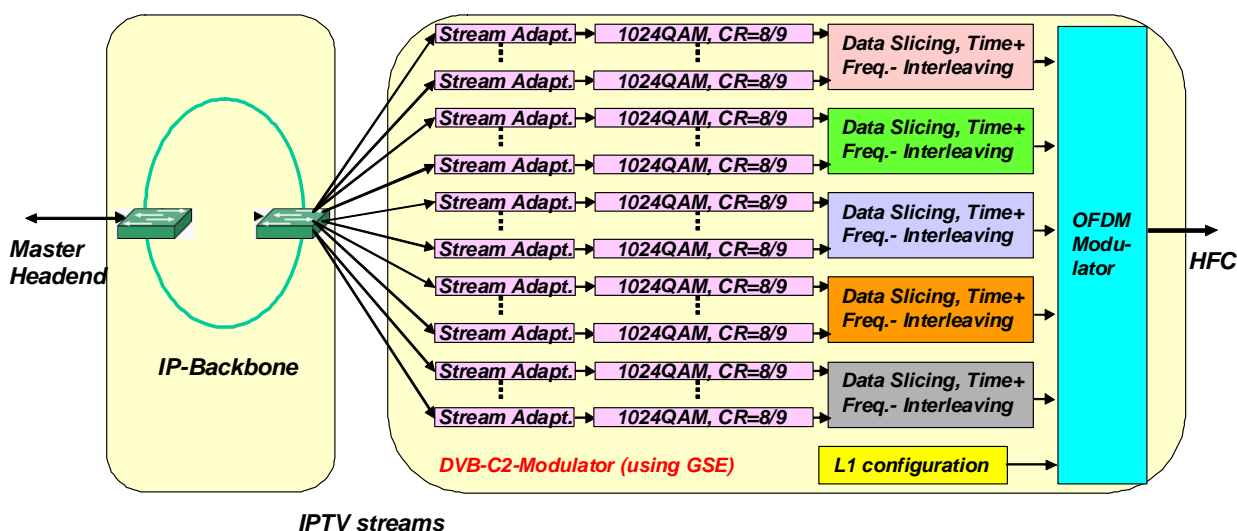 Stream Adapt. 1024QAM, CR=8/9
Stream Adapt. 1024QAM, CR=8/9
Data Slicing, Time+
Freq.- Interleaving
Stream Adapt. 1024QAM, CR=8/9
Stream Adapt. 1024QAM, CR=8/9
Data Slicing, Time+
Freq.- Interleaving
Stream Adapt. 1024QAM, CR=8/9
Stream Adapt. 1024QAM, CR=8/9
Data Slicing, Time+
Freq.- Interleaving
Stream Adapt. 1024QAM, CR=8/9
Stream Adapt. 1024QAM, CR=8/9
Data Slicing, Time+
Freq.- Interleaving
Stream Adapt. 1024QAM, CR=8/9
Stream Adapt. 1024QAM, CR=8/9
Data Slicing, Time+
Freq.- Interleaving
Master
Headend
IP-Backbone
OFDM
Modu-
lator
HFC
DVB-C2-Modulator (using GSE)
L1 configuration
IPTV streams